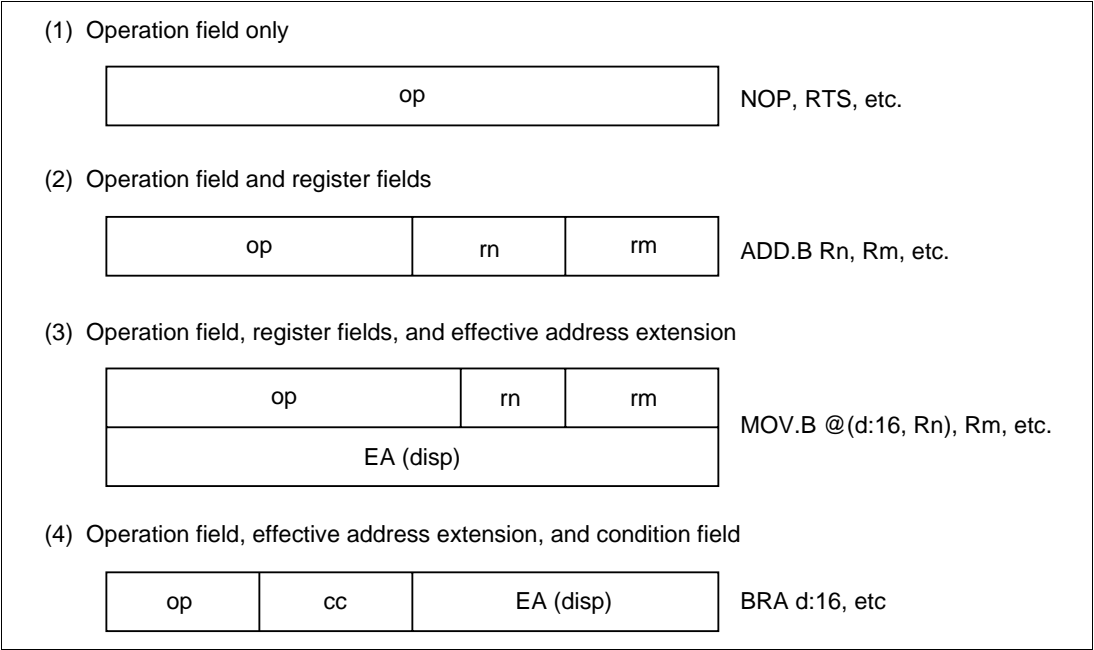 (1) Operation field only
op NOP, RTS, etc.
(2) Operation field and register fields
op rn rm ADD.B Rn, Rm, etc.
(3) Operation field, register fields, and effective address extension
op rn rm
MOV.B @(d:16, Rn), Rm, etc.
EA (disp)
(4) Operation field, effective address extension, and condition field
op cc EA (disp) BRA d:16, etc